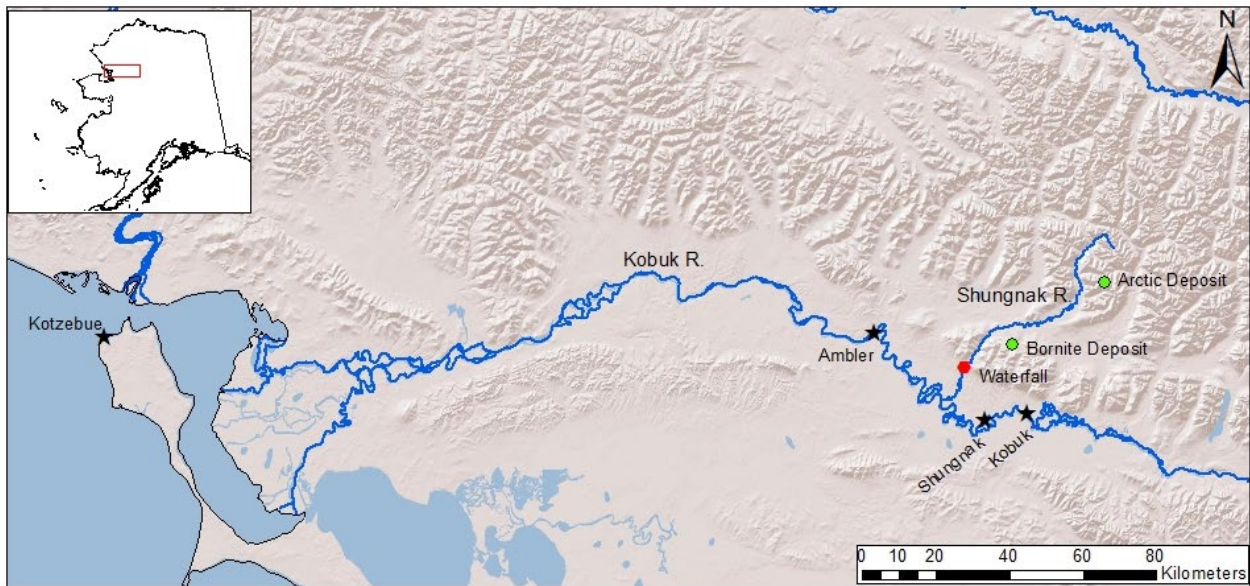 N
Kobuk R.
Arctic Deposit
Shungnak R.
Kotzebue
Ambler
Bornite Deposit
Waterfall
Shungnak
Kobuk
0 10 20 40 60 80
Kilometers